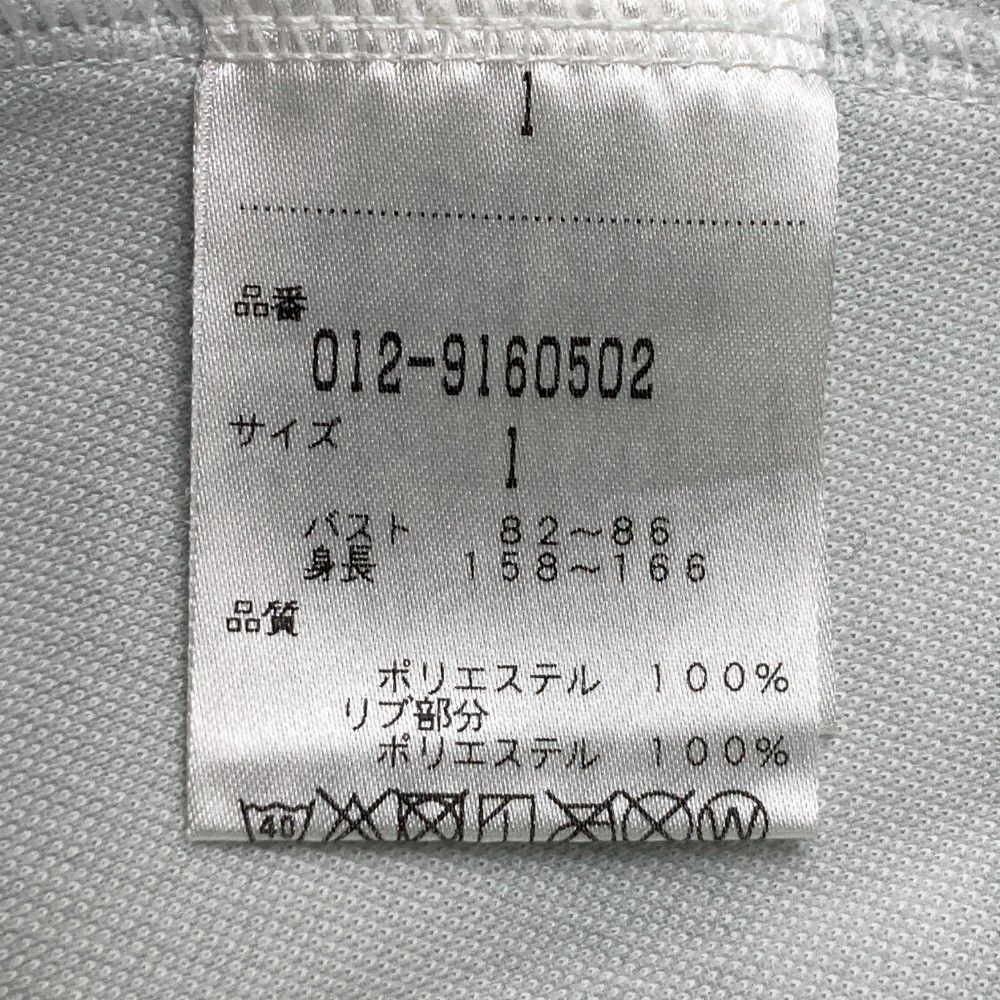 1
品番
012-9160502
サイズ
1
バスト 82～86
身長 158～166
品質
ポリエステル 100%
リブ部分
ポリエステル 100%
40
W